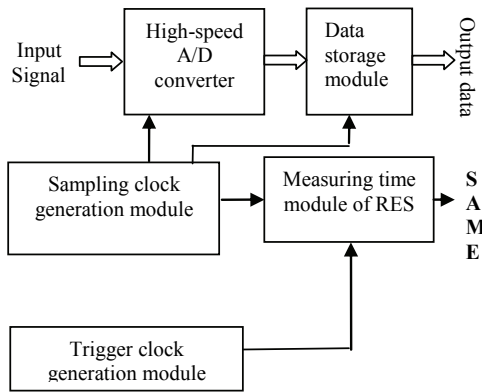 Input
Signal
High-speed
A/D
converter
Data
storage
module
Output data
Sampling clock
generation module
Measuring time
module of RES
S
A
M
E
Trigger clock
generation module